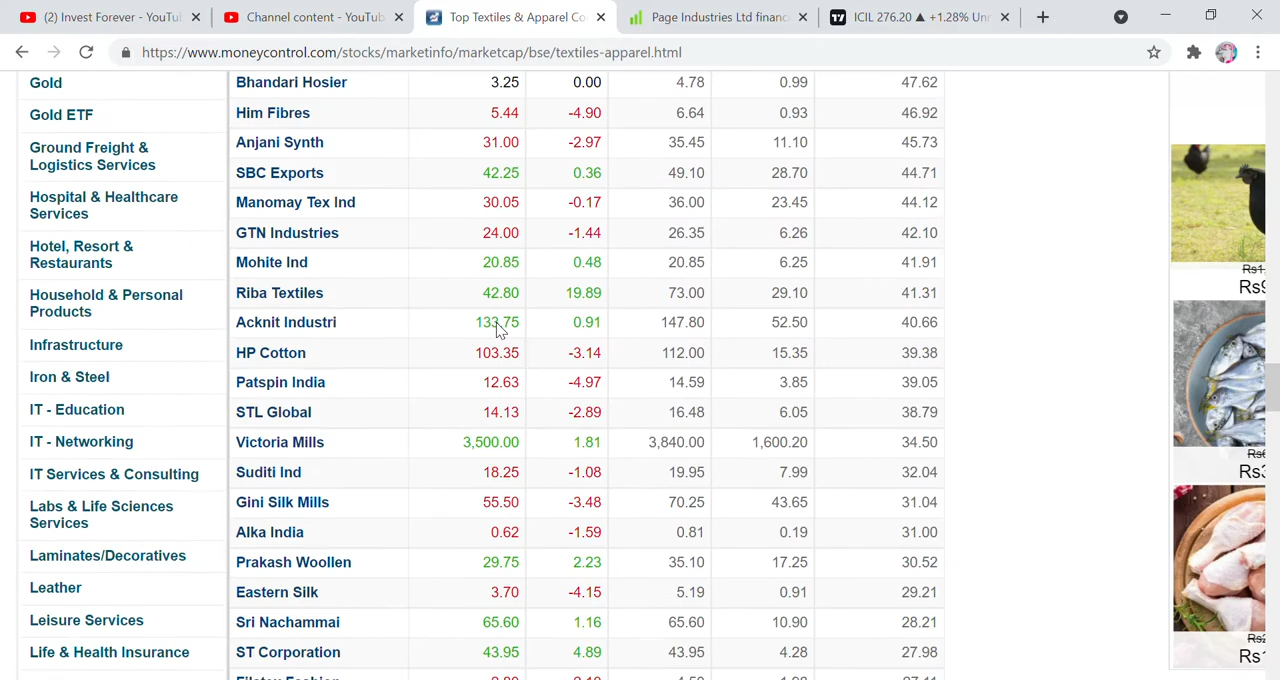 (2) Invest Forever - YouTu
Channel content - YouTub
Top Textiles & Apparel Co
Page Industries Ltd financ
ICIL 276.20 ▲ +1.28% Unr
https://www.moneycontrol.com/stocks/marketinfo/marketcap/bse/textiles-apparel.html
Gold
Gold ETF
Ground Freight &
Logistics Services
Hospital & Healthcare
Services
Hotel, Resort &
Restaurants
Household & Personal
Products
Infrastructure
Iron & Steel
IT - Education
IT - Networking
IT Services & Consulting
Labs & Life Sciences
Services
Laminates/Decoratives
Leather
Leisure Services
Life & Health Insurance
Bhandari Hosier 3.25 0.00 4.78 0.99 47.62
Him Fibres 5.44 -4.90 6.64 0.93 46.92
Anjani Synth 31.00 -2.97 35.45 11.10 45.73
SBC Exports 42.25 0.36 49.10 28.70 44.71
Manomay Tex Ind 30.05 -0.17 36.00 23.45 44.12
GTN Industries 24.00 -1.44 26.35 6.26 42.10
Mohite Ind 20.85 0.48 20.85 6.25 41.91
Riba Textiles 42.80 19.89 73.00 29.10 41.31
Acknit Industri 133.75 0.91 147.80 52.50 40.66
HP Cotton 103.35 -3.14 112.00 15.35 39.38
Patspin India 12.63 -4.97 14.59 3.85 39.05
STL Global 14.13 -2.89 16.48 6.05 38.79
Victoria Mills 3,500.00 1.81 3,840.00 1,600.20 34.50
Suditi Ind 18.25 -1.08 19.95 7.99 32.04
Gini Silk Mills 55.50 -3.48 70.25 43.65 31.04
Alka India 0.62 -1.59 0.81 0.19 31.00
Prakash Woollen 29.75 2.23 35.10 17.25 30.52
Eastern Silk 3.70 -4.15 5.19 0.91 29.21
Sri Nachammai 65.60 1.16 65.60 10.90 28.21
ST Corporation 43.95 4.89 43.95 4.28 27.98